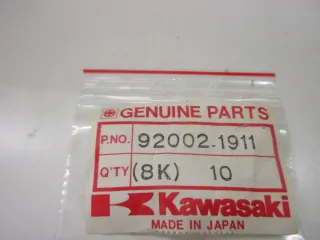 GENUINE PARTS
P.NO. 92002.1911
Q'TY (8K) 10
Kawasaki
MADE IN JAPAN